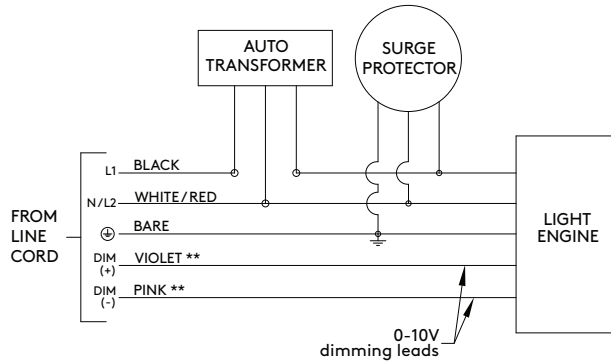 AUTO
TRANSFORMER
SURGE
PROTECTOR
L1 BLACK
N/L2 WHITE/RED
BARE
DIM
(+)
VIOLET **
DIM
(-)
PINK **
FROM
LINE
CORD
LIGHT
ENGINE
0-10V
dimming leads